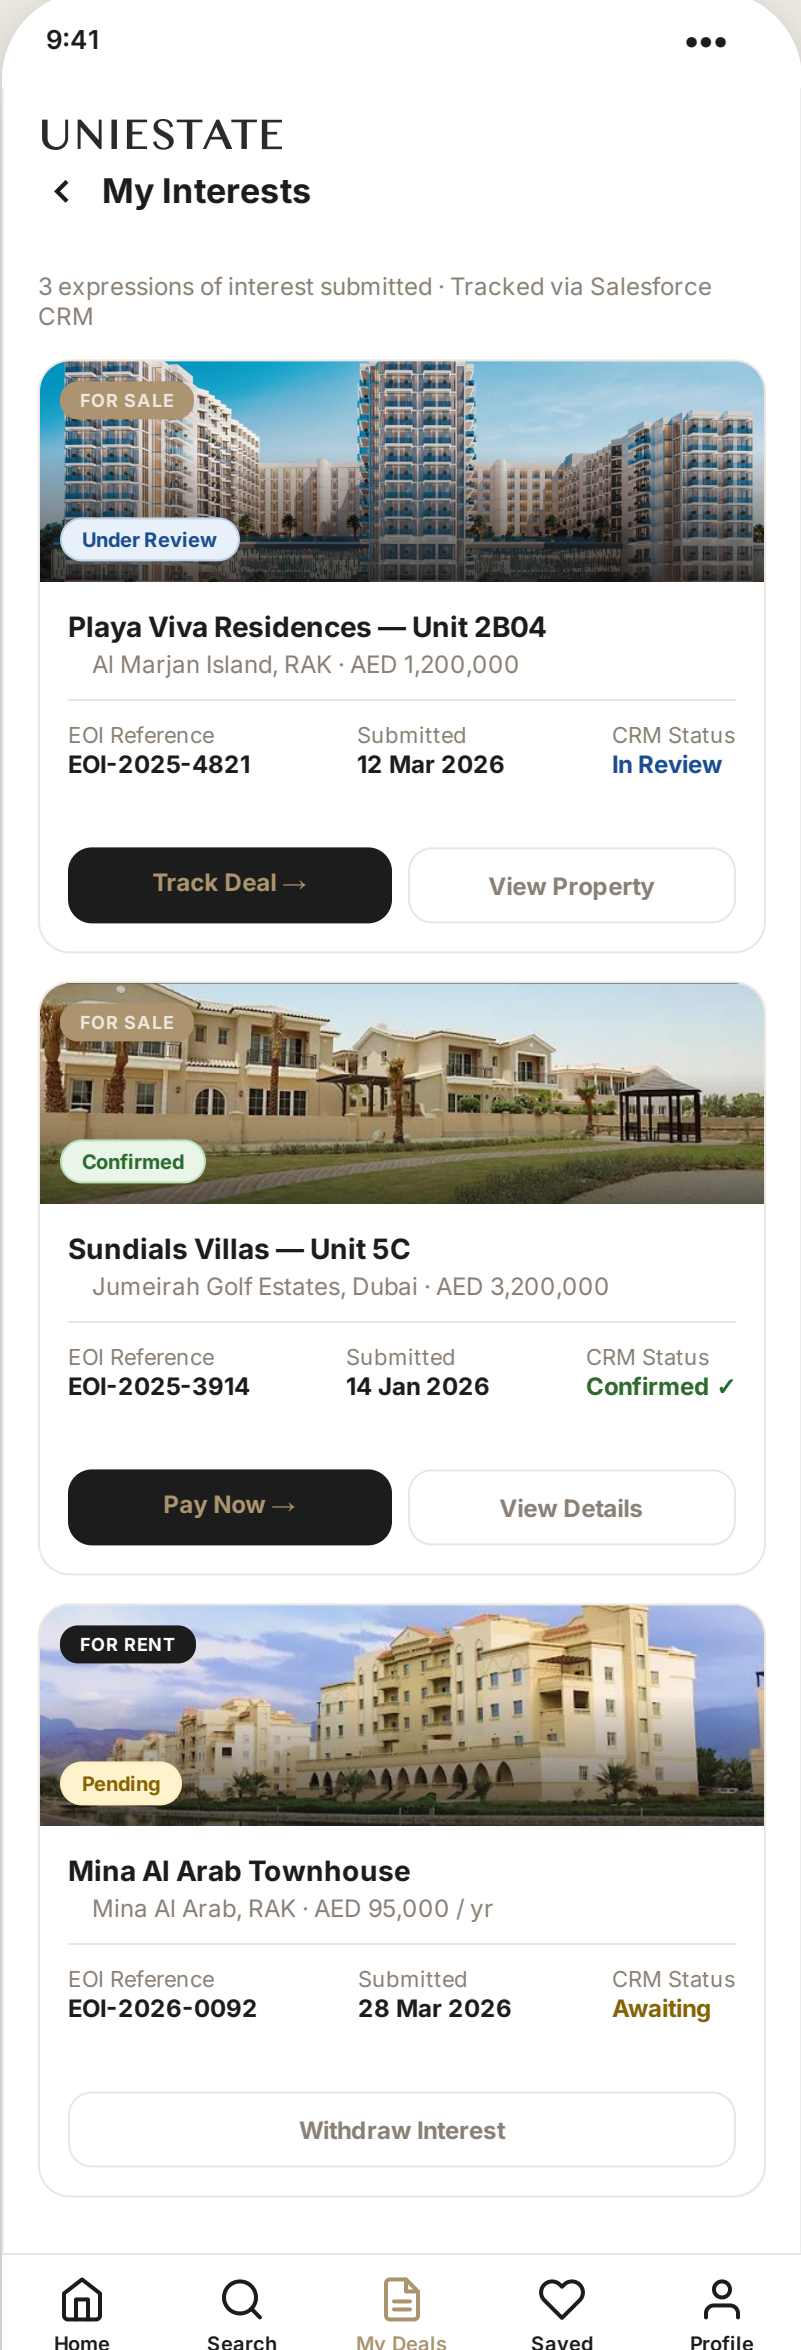 9:41
UNIESTATE
My Interests
3 expressions of interest submitted · Tracked via Salesforce
CRM
FOR SALE
Under Review
Playa Viva Residences — Unit 2B04
Al Marjan Island, RAK · AED 1,200,000
EOI Reference Submitted CRM Status
EOI-2025-4821 12 Mar 2026 In Review
Track Deal → View Property
FOR SALE
Confirmed
Sundials Villas — Unit 5C
Jumeirah Golf Estates, Dubai · AED 3,200,000
EOI Reference Submitted CRM Status
EOI-2025-3914 14 Jan 2026 Confirmed ✓
Pay Now → View Details
FOR RENT
Pending
Mina Al Arab Townhouse
Mina Al Arab, RAK · AED 95,000 / yr
EOI Reference Submitted CRM Status
EOI-2026-0092 28 Mar 2026 Awaiting
Withdraw Interest
Home Search My Deals Saved Profile